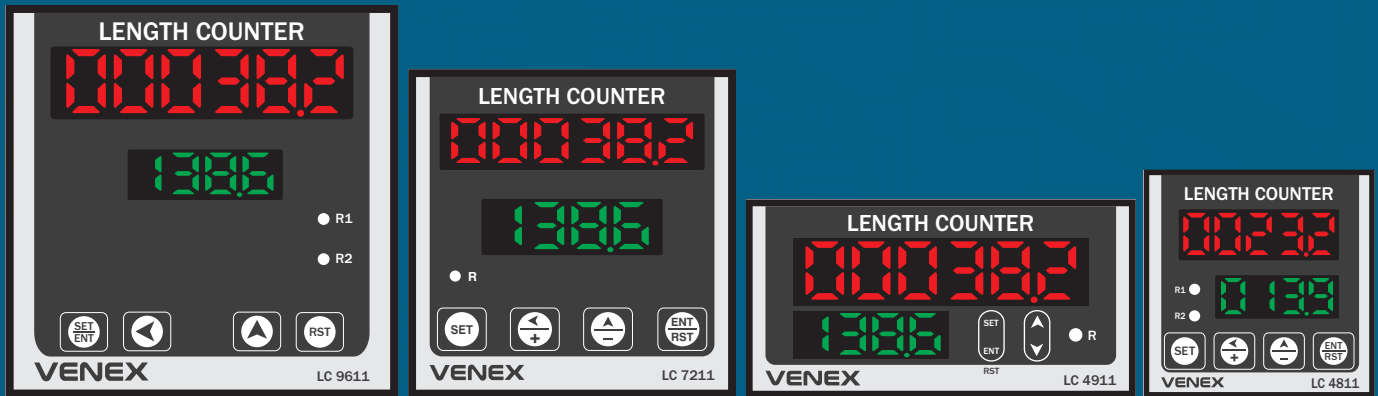 LENGTH COUNTER
00038.2
138.6
R1
R2
SET
ENT
RST
VENEX
LC 9611
LENGTH COUNTER
00038.2
138.6
R
SET
+
−
ENT
RST
VENEX
LC 7211
LENGTH COUNTER
00038.2
138.6
SET
ENT
RST
R
VENEX
LC 4911
LENGTH COUNTER
0023.2
013.9
R1
R2
SET
+
−
ENT
RST
VENEX
LC 4811